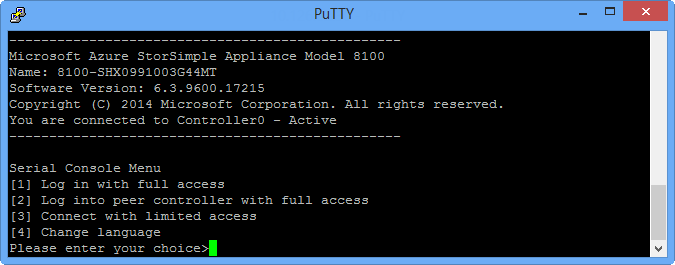 PuTTY
-------------------------------------------------
Microsoft Azure StorSimple Appliance Model 8100
Name: 8100-SHX0991003G44MT
Software Version: 6.3.9600.17215
Copyright (C) 2014 Microsoft Corporation. All rights reserved.
You are connected to Controller0 - Active
-------------------------------------------------
Serial Console Menu
[1] Log in with full access
[2] Log into peer controller with full access
[3] Connect with limited access
[4] Change language
Please enter your choice>